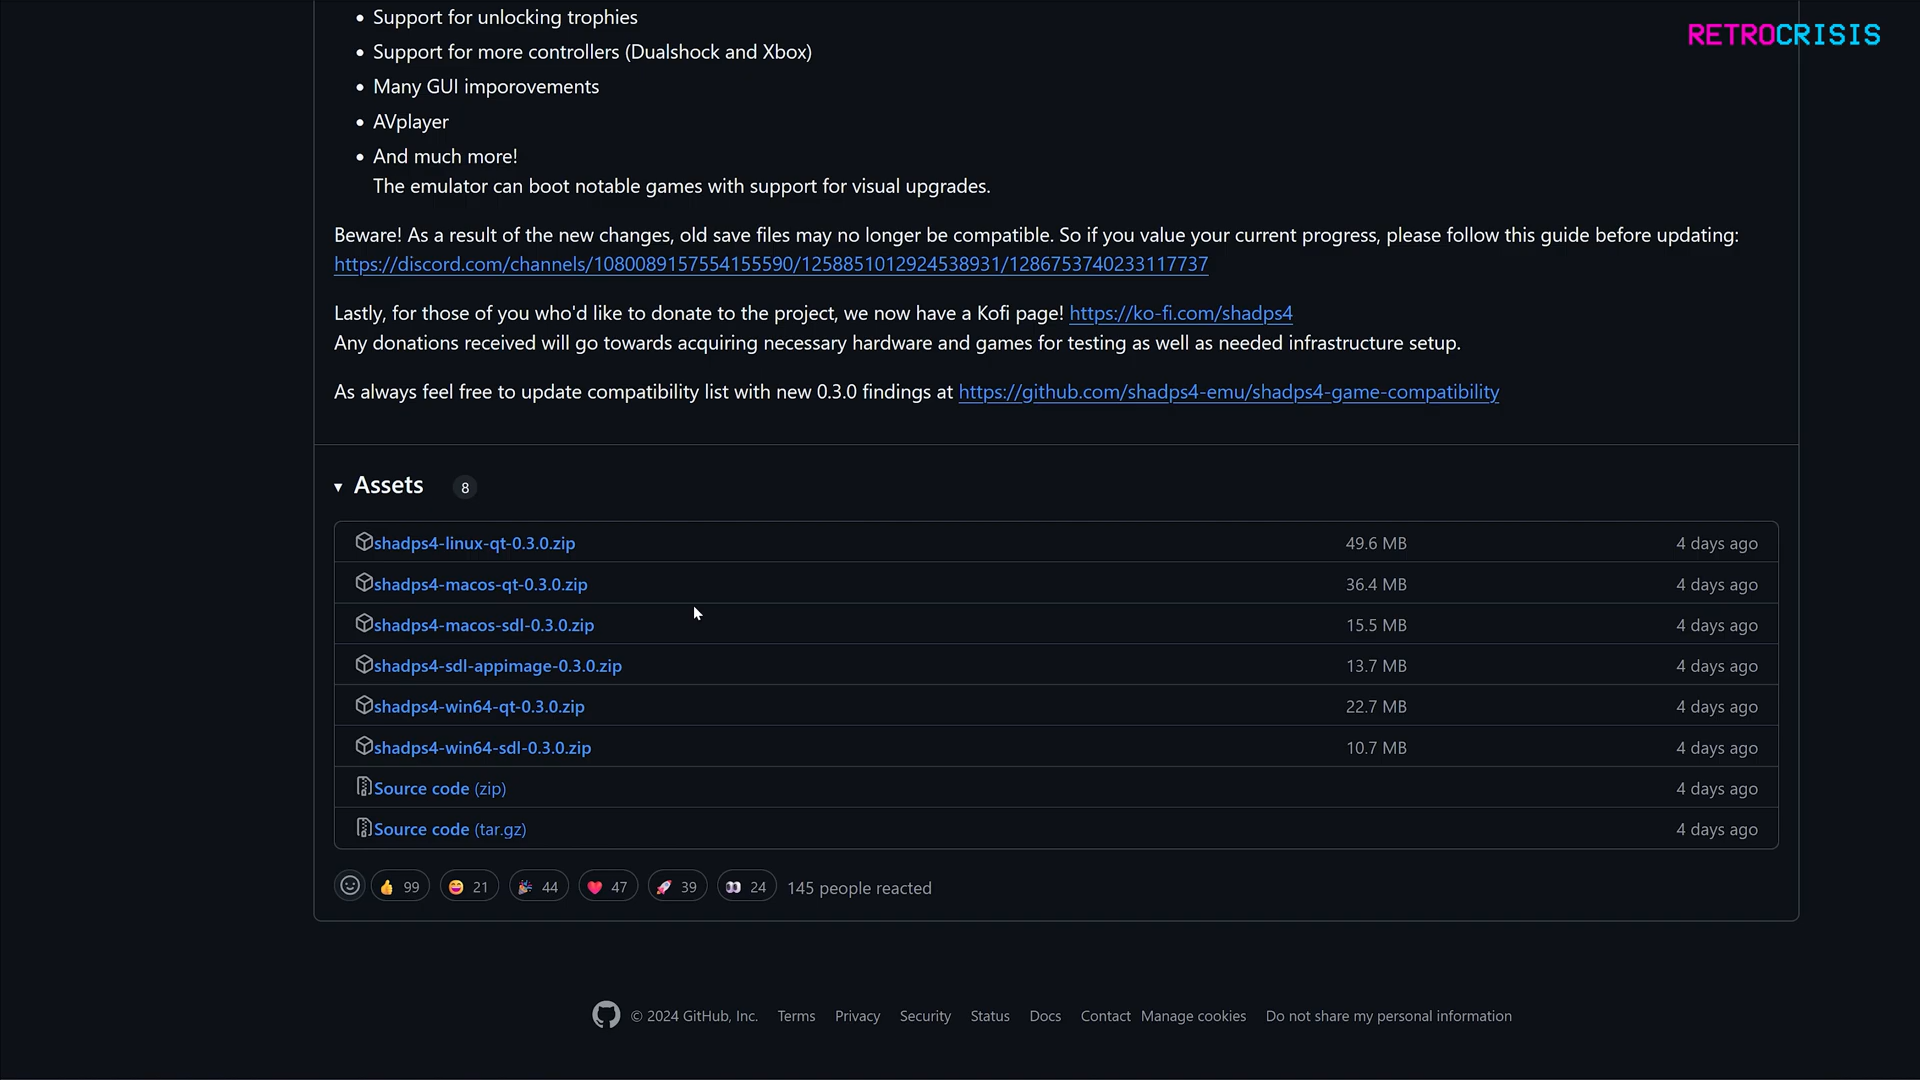 RETROCRISIS
Support for unlocking trophies
Support for more controllers (Dualshock and Xbox)
Many GUI imporovements
AVplayer
And much more!
The emulator can boot notable games with support for visual upgrades.
Beware! As a result of the new changes, old save files may no longer be compatible. So if you value your current progress, please follow this guide before updating:
https://discord.com/channels/1080089157554155590/1258851012924538931/1286753740233117737
Lastly, for those of you who'd like to donate to the project, we now have a Kofi page! https://ko-fi.com/shadps4
Any donations received will go towards acquiring necessary hardware and games for testing as well as needed infrastructure setup.
As always feel free to update compatibility list with new 0.3.0 findings at https://github.com/shadps4-emu/shadps4-game-compatibility
Assets 8
shadps4-linux-qt-0.3.0.zip 49.6 MB 4 days ago
shadps4-macos-qt-0.3.0.zip 36.4 MB 4 days ago
shadps4-macos-sdl-0.3.0.zip 15.5 MB 4 days ago
shadps4-sdl-appimage-0.3.0.zip 13.7 MB 4 days ago
shadps4-win64-qt-0.3.0.zip 22.7 MB 4 days ago
shadps4-win64-sdl-0.3.0.zip 10.7 MB 4 days ago
Source code (zip) 4 days ago
Source code (tar.gz) 4 days ago
99 21 44 47 39 24 145 people reacted
© 2024 GitHub, Inc. Terms Privacy Security Status Docs Contact Manage cookies Do not share my personal information